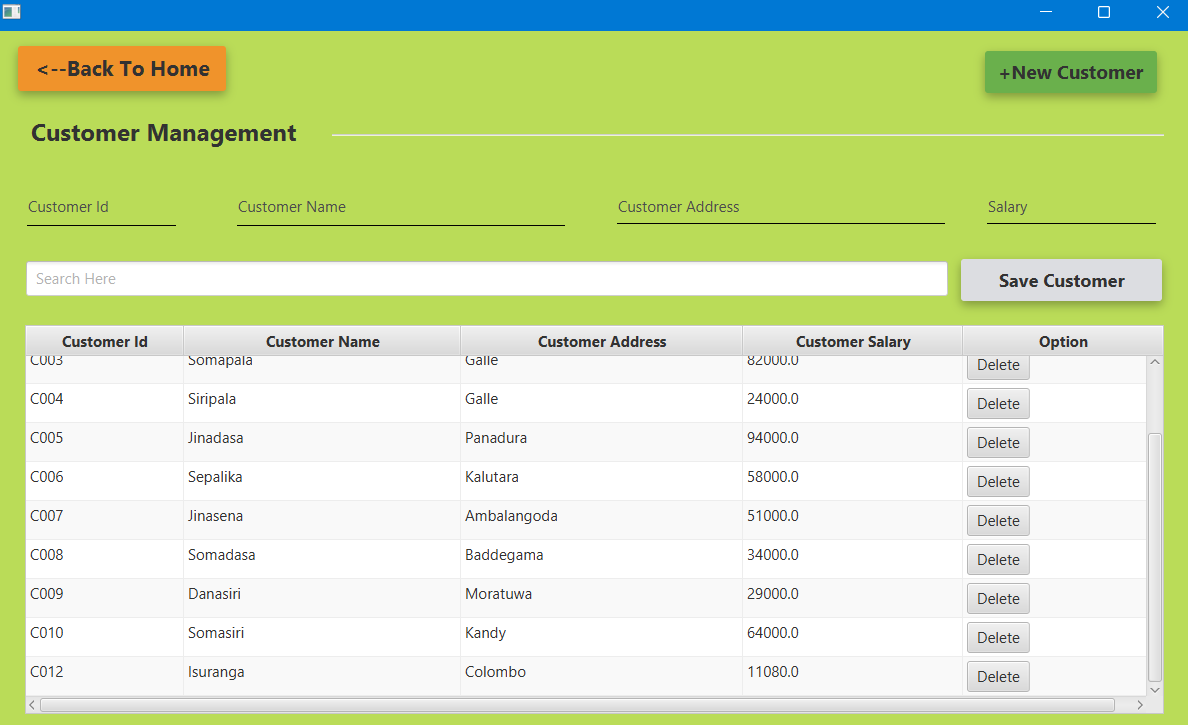 <--Back To Home
+New Customer
Customer Management
Customer Id Customer Name Customer Address Salary
Search Here
Save Customer
Customer Id Customer Name Customer Address Customer Salary Option
C003 Somapala Galle 82000.0 Delete
C004 Siripala Galle 24000.0 Delete
C005 Jinadasa Panadura 94000.0 Delete
C006 Sepalika Kalutara 58000.0 Delete
C007 Jinasena Ambalangoda 51000.0 Delete
C008 Somadasa Baddegama 34000.0 Delete
C009 Danasiri Moratuwa 29000.0 Delete
C010 Somasiri Kandy 64000.0 Delete
C012 Isuranga Colombo 11080.0 Delete